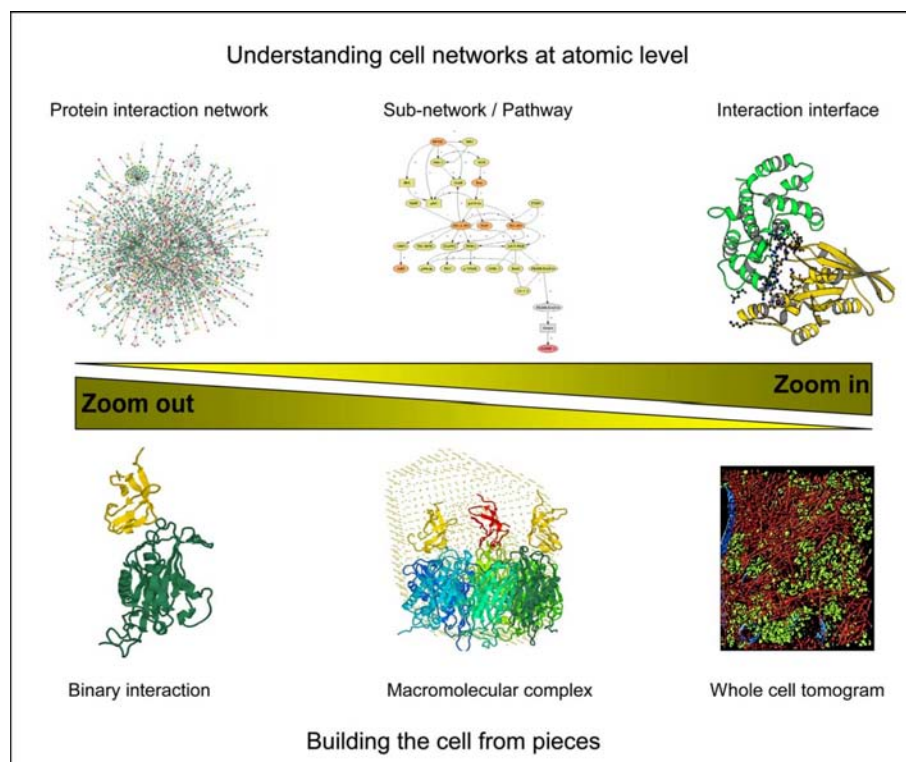 Understanding cell networks at atomic level
Protein interaction network
Sub-network / Pathway
Interaction interface
Zoom in
Zoom out
Binary interaction
Macromolecular complex
Whole cell tomogram
Building the cell from pieces